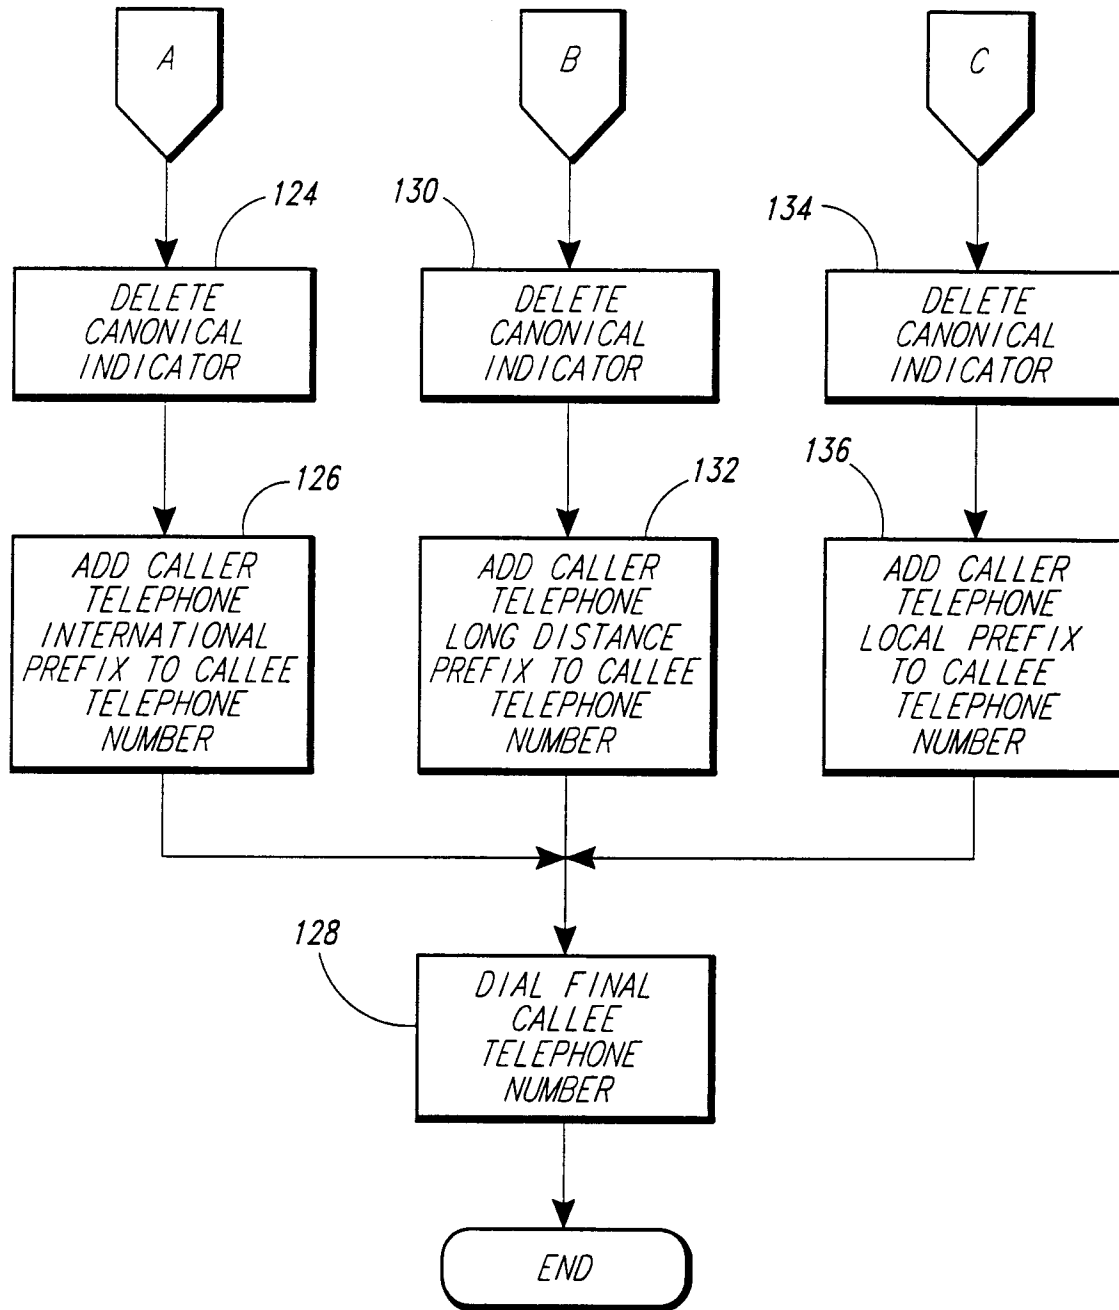 A
B
C
124
130
134
DELETE
CANONICAL
INDICATOR
DELETE
CANONICAL
INDICATOR
DELETE
CANONICAL
INDICATOR
126
132
136
ADD CALLER
TELEPHONE
INTERNATIONAL
PREFIX TO CALLEE
TELEPHONE
NUMBER
ADD CALLER
TELEPHONE
LONG DISTANCE
PREFIX TO CALLEE
TELEPHONE
NUMBER
ADD CALLER
TELEPHONE
LOCAL PREFIX
TO CALLEE
TELEPHONE
NUMBER
128
DIAL FINAL
CALLEE
TELEPHONE
NUMBER
END